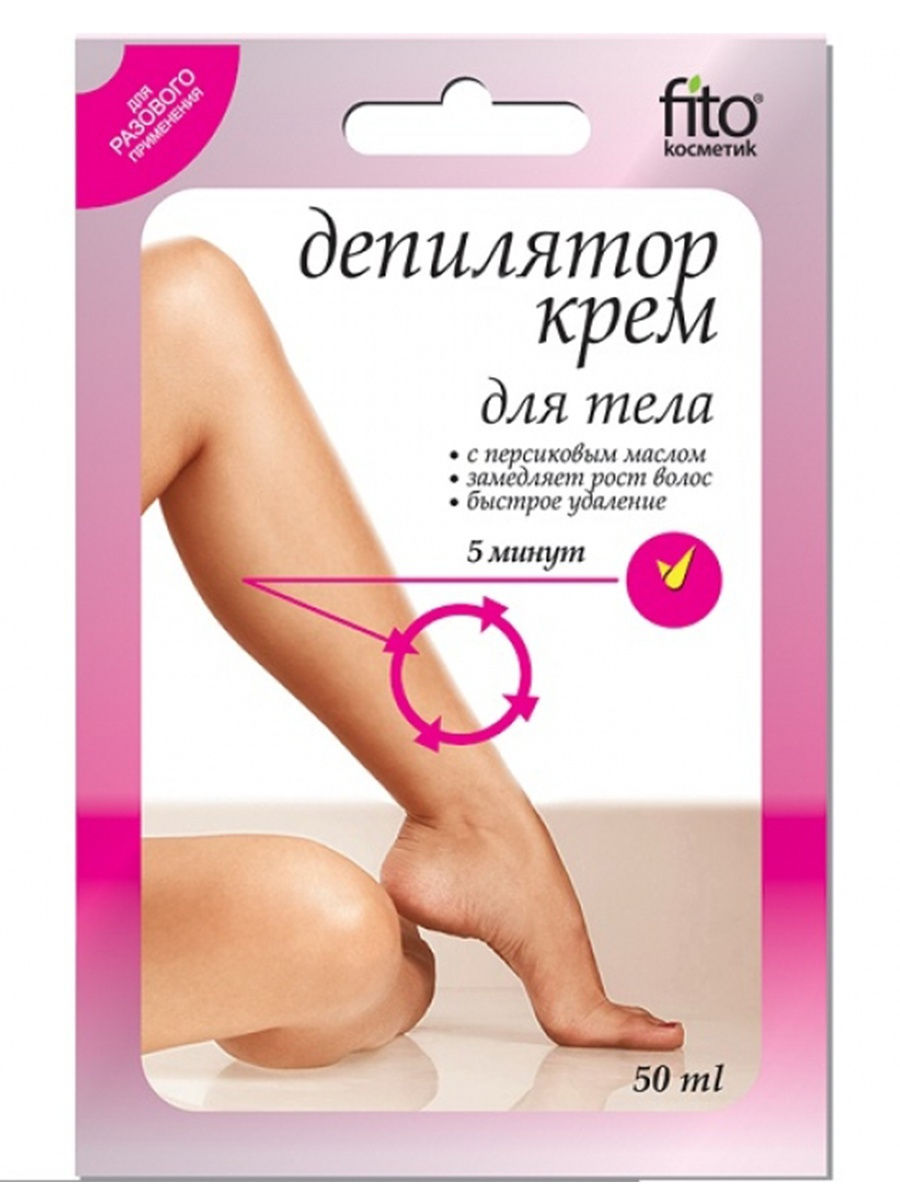 ДЛЯ
РАЗОВОГО
ПРИМЕНЕНИЯ
fito®
косметик
депилятор
крем
для тела
• с персиковым маслом
• замедляет рост волос
• быстрое удаление
5 минут
50 ml